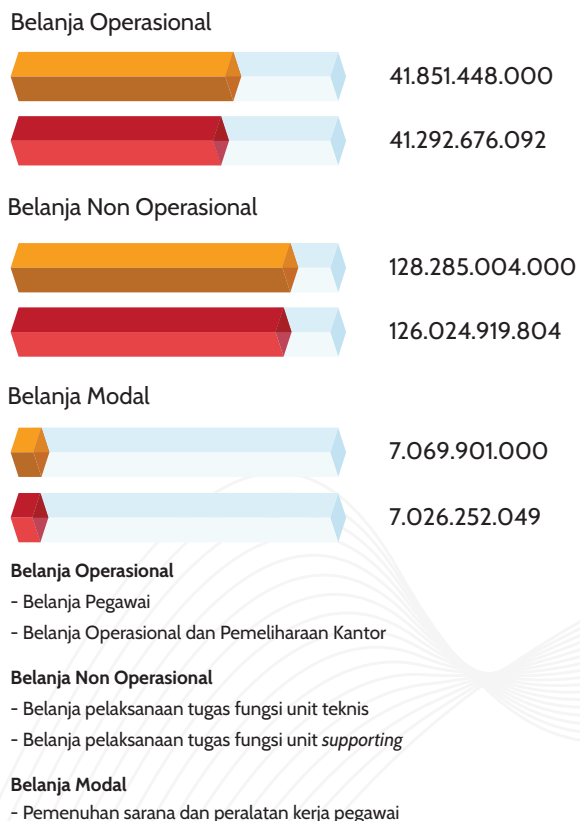 Belanja Operasional
41.851.448.000
41.292.676.092
Belanja Non Operasional
128.285.004.000
126.024.919.804
Belanja Modal
7.069.901.000
7.026.252.049
Belanja Operasional
- Belanja Pegawai
- Belanja Operasional dan Pemeliharaan Kantor
Belanja Non Operasional
- Belanja pelaksanaan tugas fungsi unit teknis
- Belanja pelaksanaan tugas fungsi unit supporting
Belanja Modal
- Pemenuhan sarana dan peralatan kerja pegawai